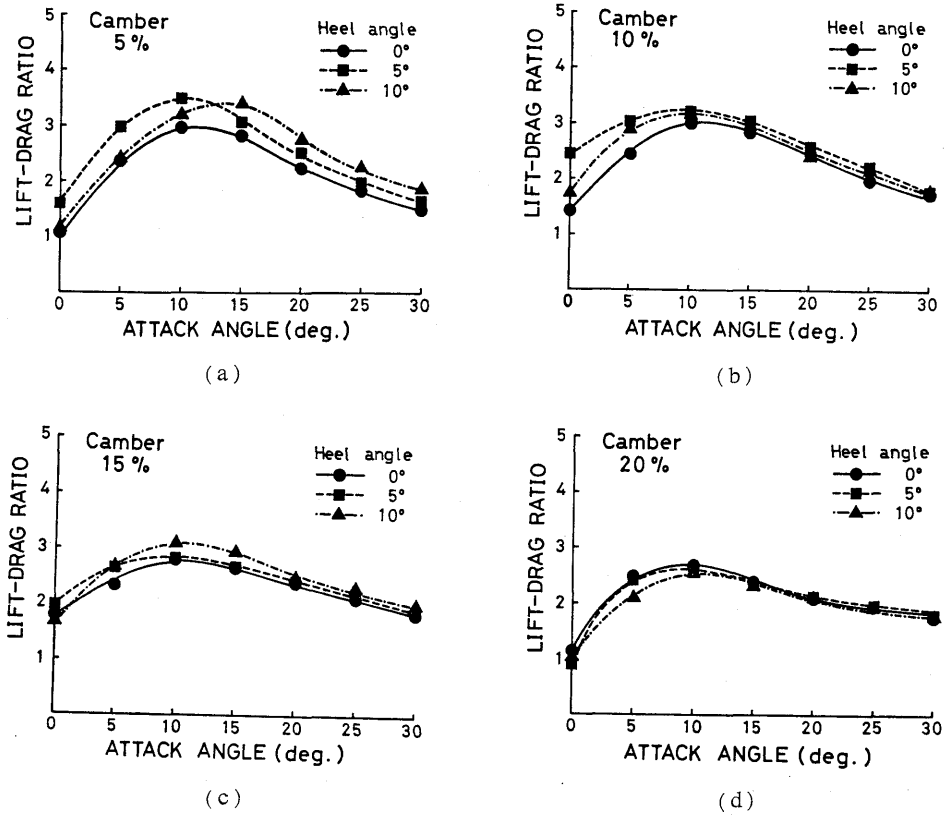 Camber
5 %
Heel angle
0°
5°
10°
LIFT-DRAG RATIO
5
4
3
2
1
0 5 10 15 20 25 30
ATTACK ANGLE (deg.)
(a)
Camber
10 %
Heel angle
0°
5°
10°
LIFT-DRAG RATIO
5
4
3
2
1
0 5 10 15 20 25 30
ATTACK ANGLE (deg.)
(b)
Camber
15 %
Heel angle
0°
5°
10°
LIFT-DRAG RATIO
5
4
3
2
1
0 5 10 15 20 25 30
ATTACK ANGLE (deg.)
(c)
Camber
20 %
Heel angle
0°
5°
10°
LIFT-DRAG RATIO
5
4
3
2
1
0 5 10 15 20 25 30
ATTACK ANGLE (deg.)
(d)